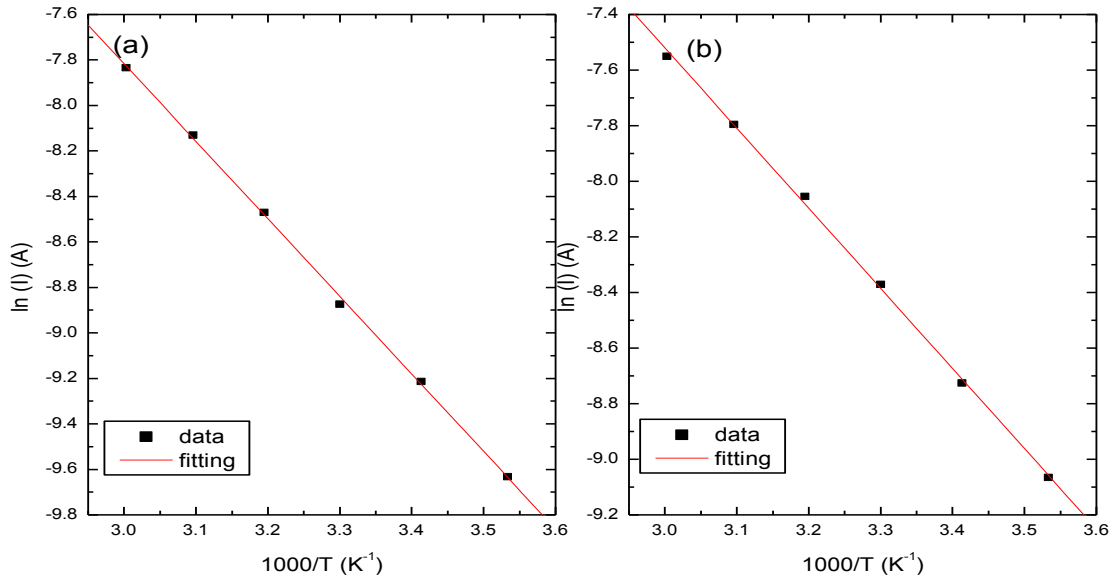 (a)
ln (I) (A)
-7.6
-7.8
-8.0
-8.2
-8.4
-8.6
-8.8
-9.0
-9.2
-9.4
-9.6
-9.8
data
fitting
3.0 3.1 3.2 3.3 3.4 3.5 3.6
1000/T (K⁻¹)
(b)
ln (I) (A)
-7.4
-7.6
-7.8
-8.0
-8.2
-8.4
-8.6
-8.8
-9.0
-9.2
data
fitting
3.0 3.1 3.2 3.3 3.4 3.5 3.6
1000/T (K⁻¹)